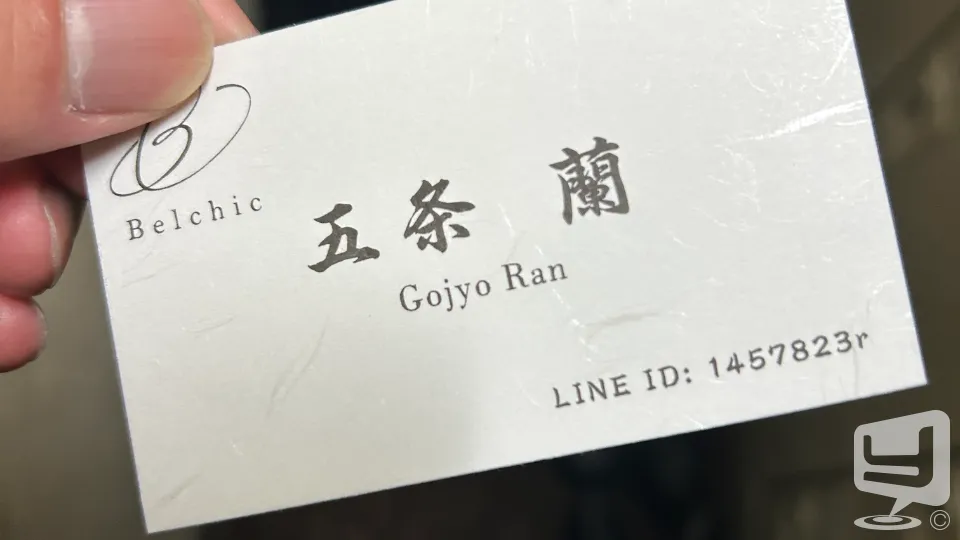 Belchic
五条 蘭
Gojyo Ran
LINE ID: 1457823r
©